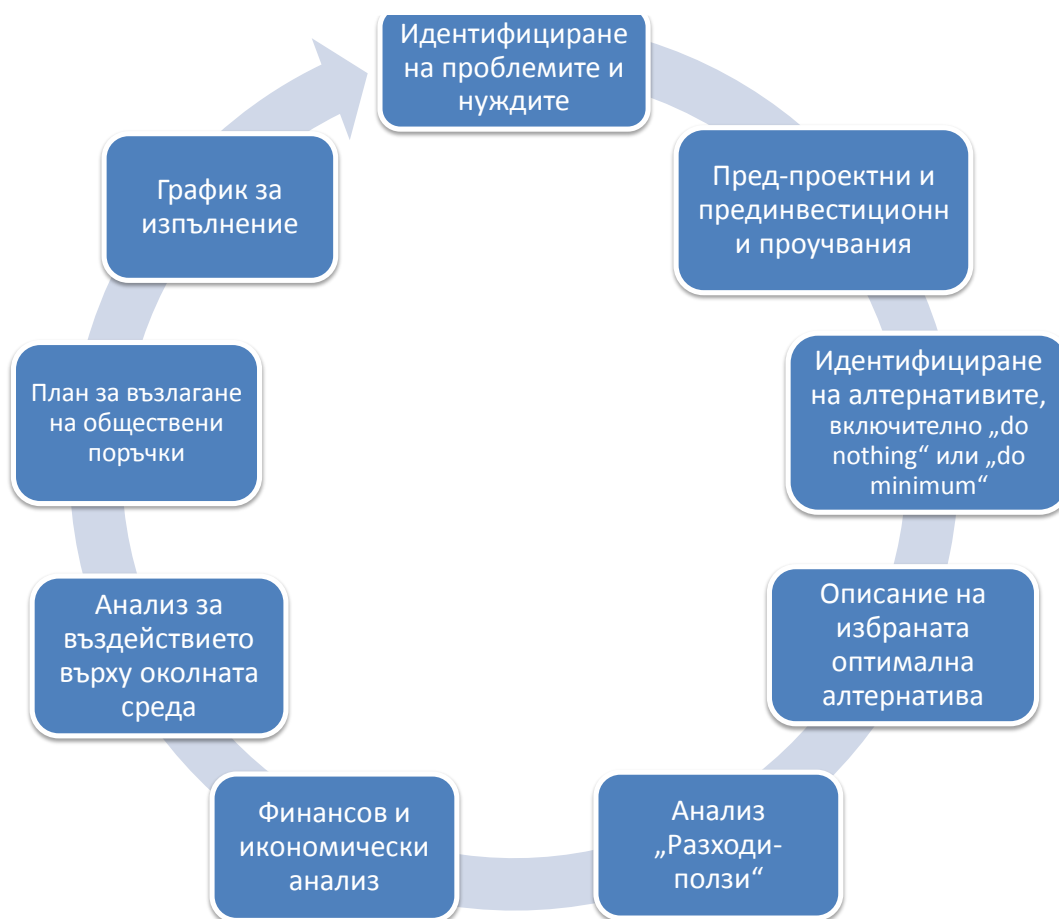 Идентифициране
на проблемите и
нуждите
Пред-проектни и
прединвестиционн
и проучвания
Идентифициране
на алтернативите,
включително „do
nothing“ или „do
minimum“
Описание на
избраната
оптимална
алтернатива
Анализ
„Разходи-
ползи“
Финансов и
икономически
анализ
Анализ за
въздействието
върху околната
среда
План за възлагане
на обществени
поръчки
График за
изпълнение